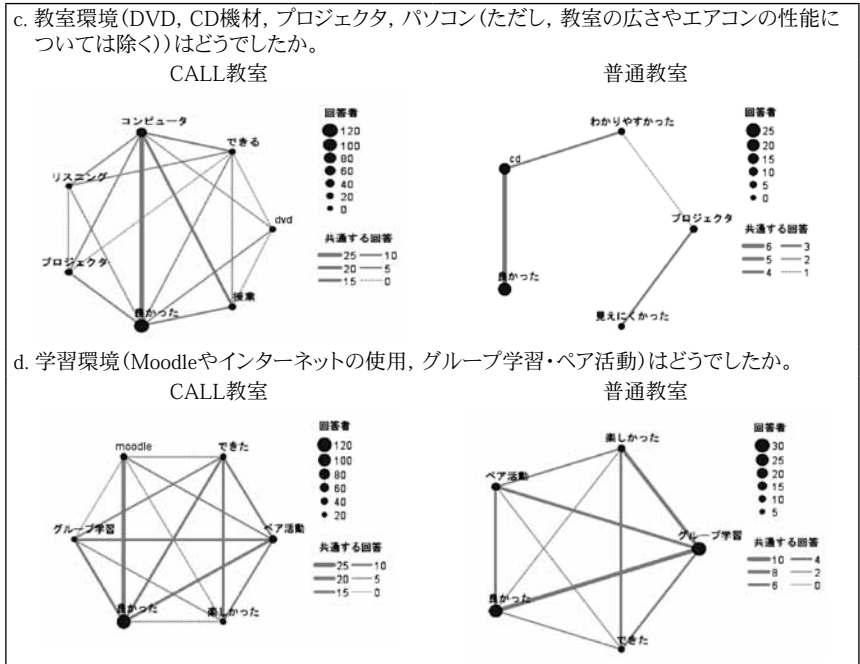 c. 教室環境(DVD, CD機材, プロジェクタ, パソコン(ただし, 教室の広さやエアコンの性能に
ついては除く))はどうでしたか。
CALL教室
普通教室
コンピュータ
できる
リスニング
dvd
プロジェクタ
授業
良かった
回答者
120
100
80
60
40
20
0
共通する回答
25 10
20 5
15 0
わかりやすかった
cd
プロジェクタ
良かった
見えにくかった
回答者
25
20
15
10
5
0
共通する回答
6 3
5 2
4 1
d. 学習環境(Moodleやインターネットの使用, グループ学習・ペア活動)はどうでしたか。
CALL教室
普通教室
moodle
できた
グループ学習
ペア活動
良かった
楽しかった
回答者
120
100
80
60
40
20
共通する回答
25 10
20 5
15 0
楽しかった
ペア活動
グループ学習
良かった
できた
回答者
30
25
20
15
10
5
共通する回答
10 4
8 2
6 0